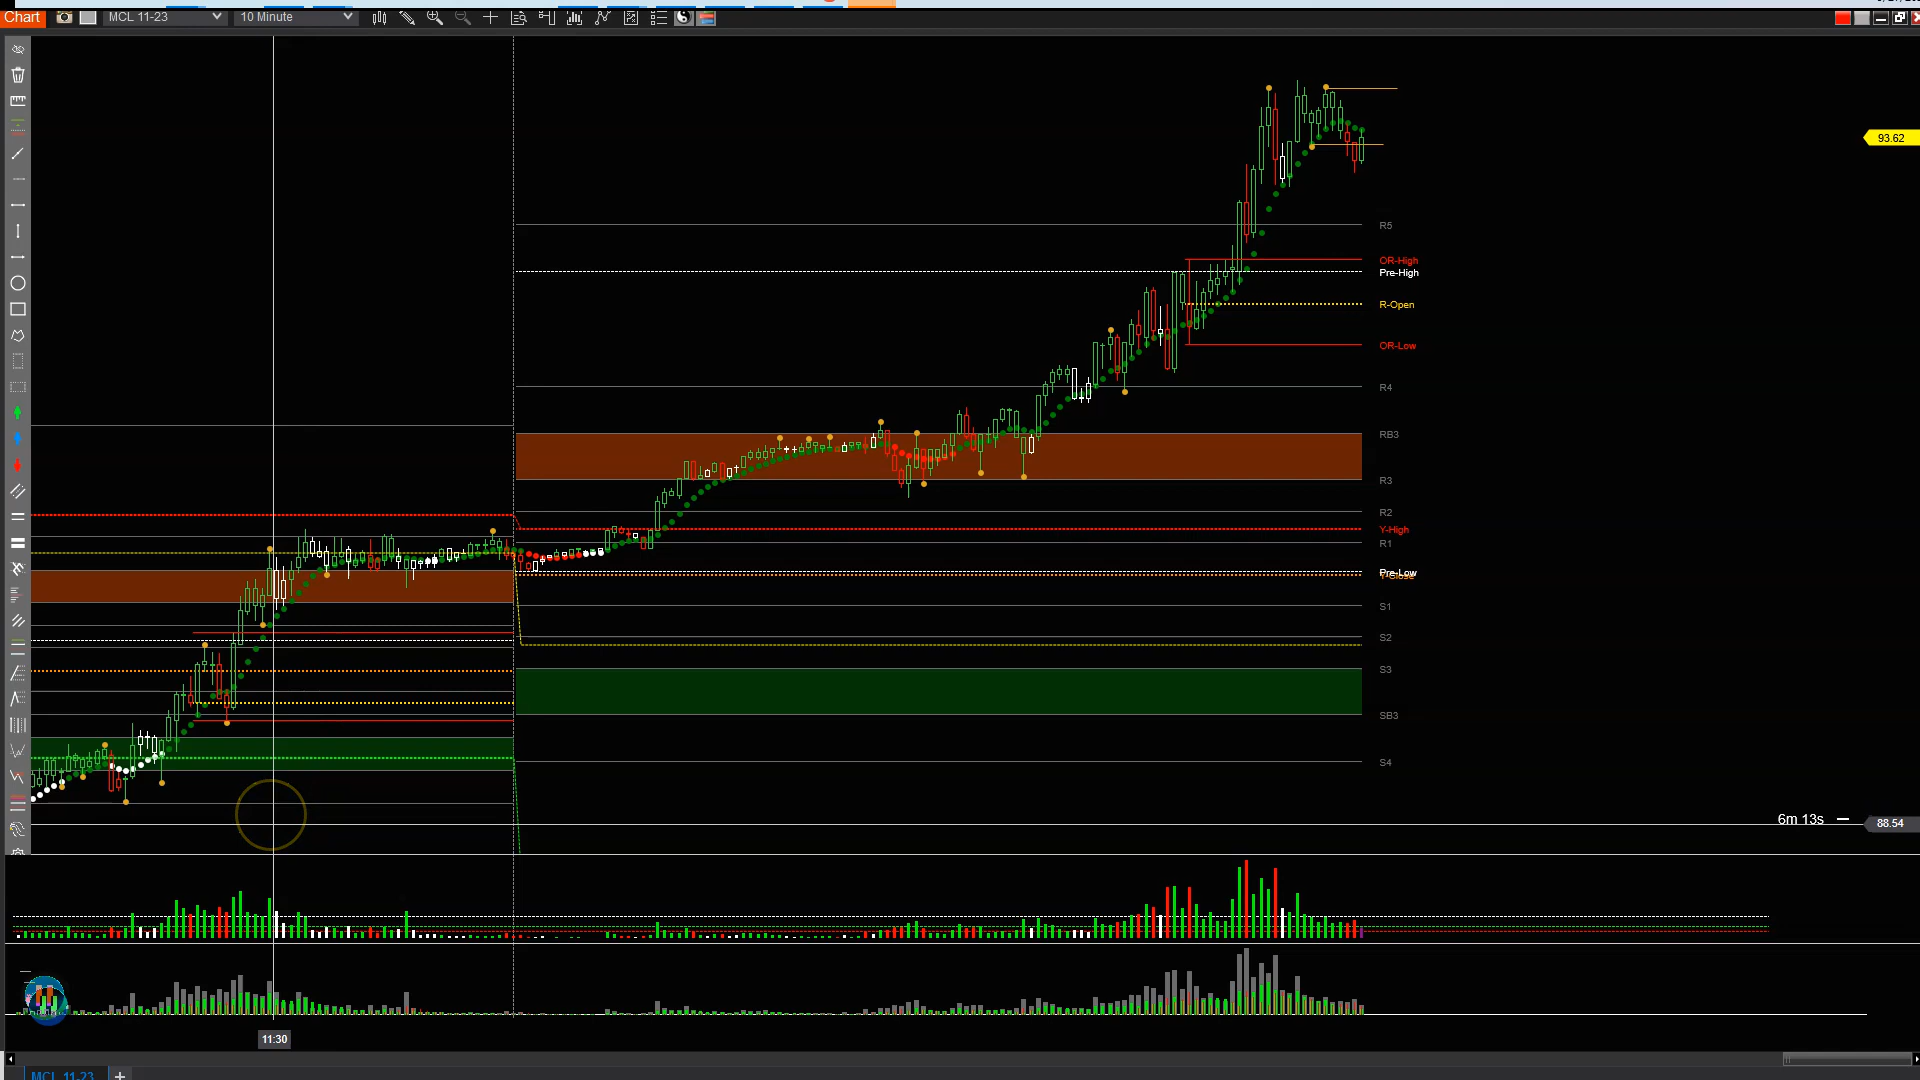 Chart MCL 11-23 10 Minute
93.62
R5
OR-High
Pre-High
R-Open
OR-Low
R4
RB3
R3
R2
Y-High
R1
Pre-Low
S1
S2
S3
SB3
S4
6m 13s
88.54
11:30
MCL 11-23 +